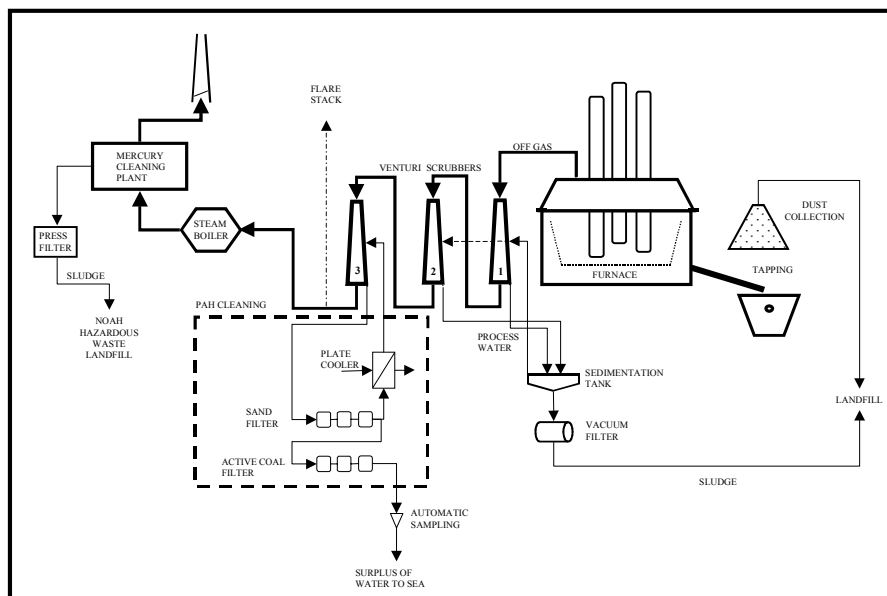 FLARE
STACK
OFF GAS
MERCURY
CLEANING
PLANT
VENTURI SCRUBBERS
DUST
COLLECTION
STEAM
BOILER
PRESS
FILTER
3
2
1
FURNACE
TAPPING
SLUDGE
PAH CLEANING
NOAH
HAZARDOUS
WASTE
LANDFILL
PROCESS
WATER
PLATE
COOLER
SEDIMENTATION
TANK
LANDFILL
SAND
FILTER
VACUUM
FILTER
ACTIVE COAL
FILTER
SLUDGE
AUTOMATIC
SAMPLING
SURPLUS OF
WATER TO SEA